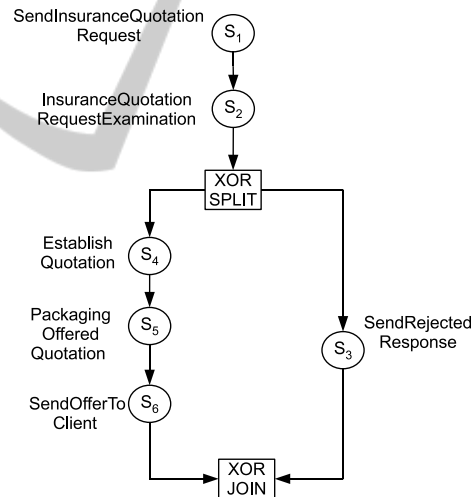 SendInsuranceQuotation
Request
S1
InsuranceQuotation
RequestExamination
S2
XOR
SPLIT
Establish
Quotation
S4
Packaging
Offered
Quotation
S5
SendRejected
Response
S3
SendOfferTo
Client
S6
XOR
JOIN